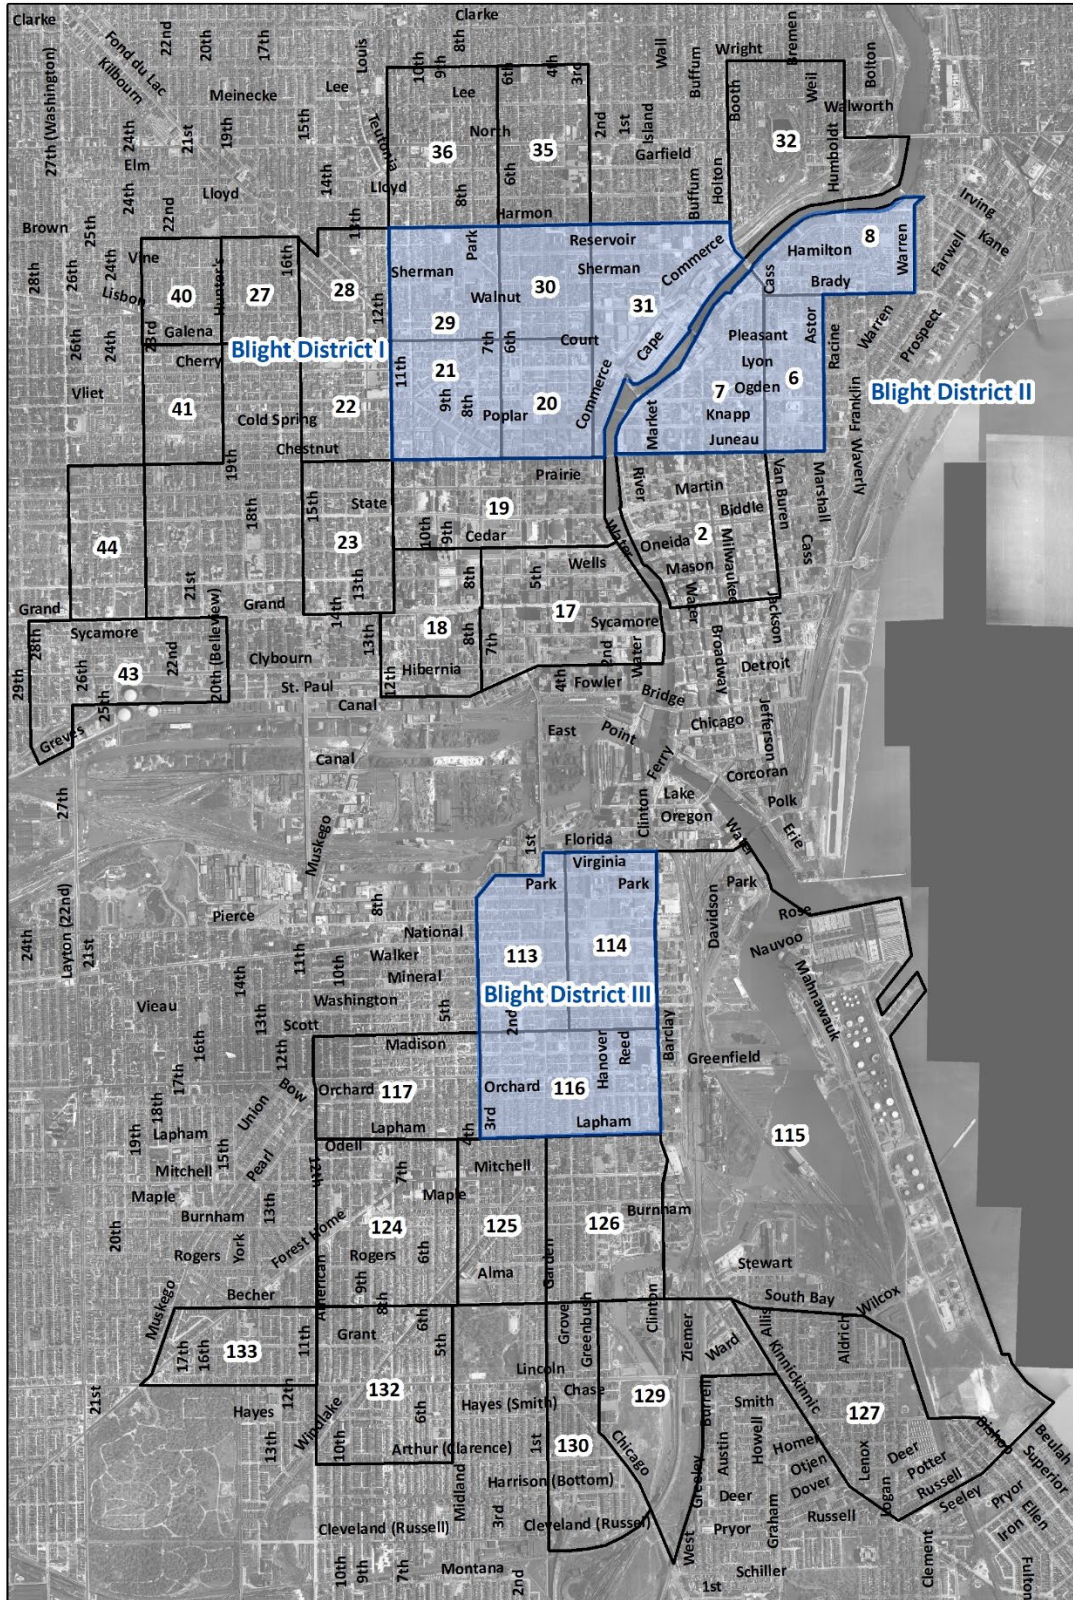 Clarke
22nd
20th
17th
Louis
Clarke
8th
10th
9th
6th
4th
3rd
Wall
Buffum
Wright
Bremen
Bolton
Fond du Lac
Kilbourn
27th (Washington)
Meinecke
Lee
Lee
Booth
Weil
Walworth
24th
21st
19th
15th
Teutonia
North
36
35
2nd
1st
Island
Garfield
32
Humboldt
Elm
Lloyd
14th
Lloyd
8th
6th
Buffum
Holton
24th
22nd
13th
Harmon
Irving
Kane
Farwell
Brown
25th
28th
26th
24th
Vine
Lisbon
16th
Hunter's
40
27
28
12th
Park
Sherman
Reservoir
Sherman
Commerce
Hamilton
8
Warren
Cass
Brady
Walnut
30
31
29
23rd
Galena
26th
24th
Cherry
Blight District I
11th
7th
6th
Court
Cape
Pleasant
Astor
Racine
Warren
Prospect
Lyon
21
9th
8th
20
Poplar
Commerce
7
Ogden
6
Blight District II
Vliet
41
22
Cold Spring
Chestnut
Market
Knapp
Juneau
Franklin
Waverly
19th
Prairie
River
Martin
Van Buren
Marshall
18th
15th
State
19
10th
9th
Cedar
Water
Biddle
2
Oneida
Mason
Milwaukee
Cass
44
23
21st
13th
8th
5th
Wells
Grand
Grand
14th
17
Water
Jackson
Sycamore
28th
29th
26th
22nd
20th (Belleview)
Clybourn
13th
18
8th
7th
Hibernia
Sycamore
2nd
Water
Broadway
Detroit
43
25th
St. Paul
12th
4th
Fowler
Bridge
Canal
Greves
East
Point
Chicago
Jefferson
Canal
Ferry
Corcoran
27th
Lake
Oregon
Clinton
Polk
Erie
Water
Muskego
1st
Florida
Virginia
Park
Park
Park
Davidson
Rose
Pierce
8th
24th
Layton (22nd)
21st
National
11th
10th
Walker
Mineral
113
114
Nauvoo
Mahnawauk
14th
Washington
Blight District III
Vieau
13th
Scott
5th
2nd
16th
12th
Madison
Hanover
Reed
Barclay
Greenfield
17th
Bow
Orchard
117
Orchard
116
18th
Union
Lapham
3rd
Lapham
115
19th
Lapham
15th
Mitchell
Pearl
Odell
4th
12th
7th
Mitchell
Maple
Maple
Burnham
13th
124
125
126
Burnham
20th
Rogers
York
Forest Home
Rogers
6th
Garden
Stewart
Muskego
9th
Alma
Becher
American
8th
South Bay
Wilcox
Clinton
Allis
Aldrich
11th
Grant
6th
5th
Grove
Greenbush
Ziemer
Ward
17th
16th
133
Lincoln
Kinnickinnic
21st
12th
132
Chase
129
Burrell
Smith
127
Hayes
Windlake
6th
Hayes (Smith)
Chicago
Austin
Howell
Homer
Otjen
Lenox
Deer
Potter
Bishop
Beulah
Superior
13th
10th
Arthur (Clarence)
1st
130
Greeley
Dover
Russell
Midland
Harrison (Bottom)
Deer
Logan
Seeley
Pryor
Ellen
Cleveland (Russell)
3rd
Cleveland (Russel)
Pryor
Graham
Russell
Iron
10th
9th
7th
Montana
2nd
West
Schiller
1st
Clement
Fulton